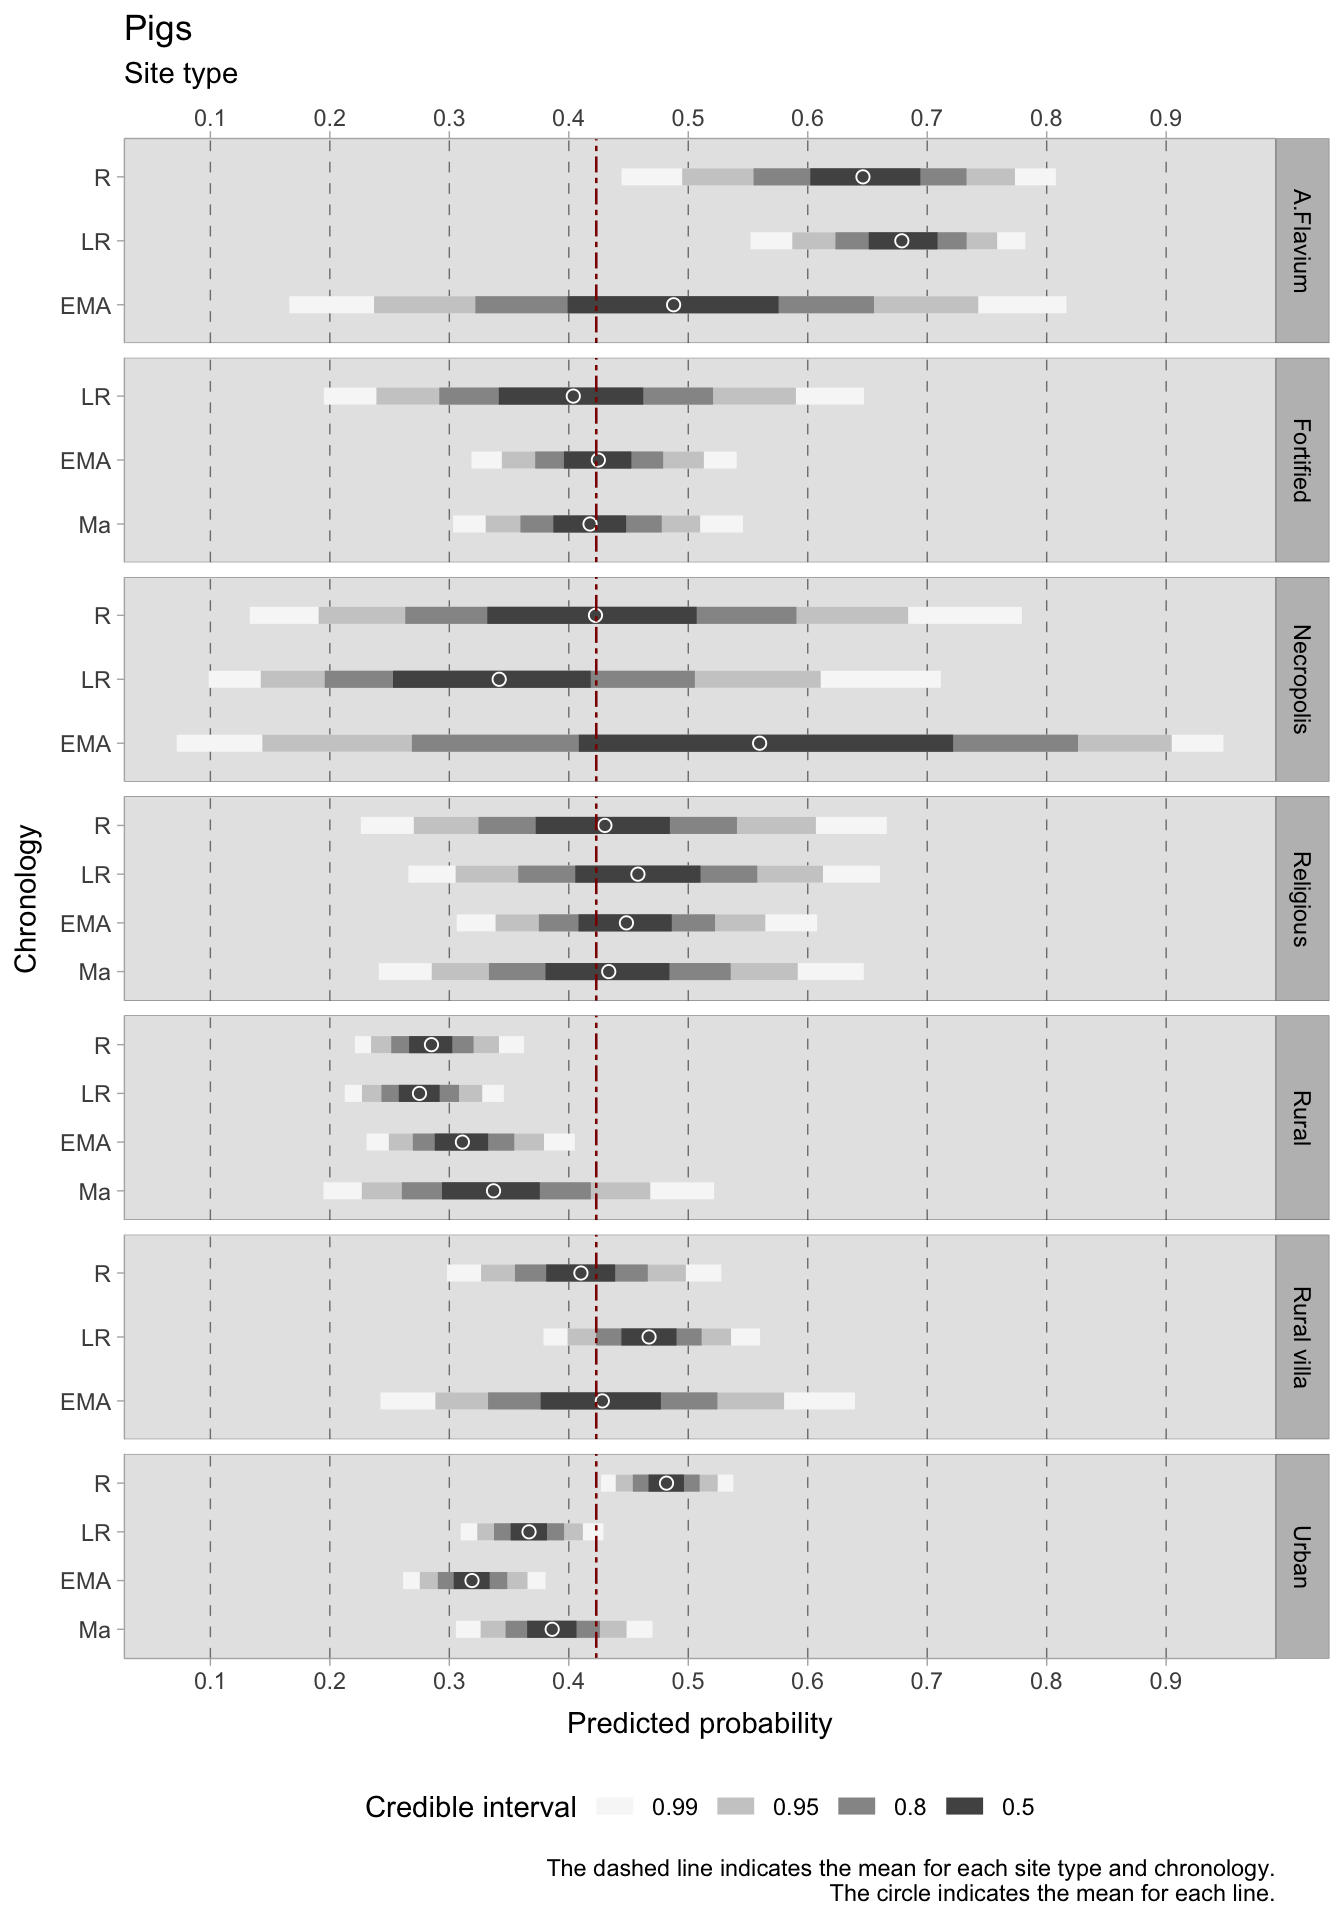 Pigs
Site type
0.1 0.2 0.3 0.4 0.5 0.6 0.7 0.8 0.9
R
LR
EMA
A.Flavium
LR
EMA
Ma
Fortified
R
LR
EMA
Necropolis
R
LR
EMA
Ma
Religious
R
LR
EMA
Ma
Rural
R
LR
EMA
Rural villa
R
LR
EMA
Ma
Urban
Chronology
0.1 0.2 0.3 0.4 0.5 0.6 0.7 0.8 0.9
Predicted probability
Credible interval 0.99 0.95 0.8 0.5
The dashed line indicates the mean for each site type and chronology.
The circle indicates the mean for each line.